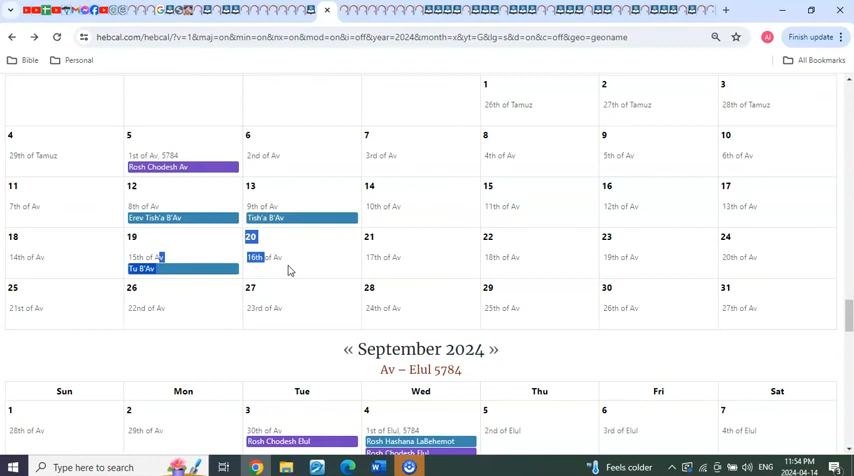 hebcal.com/hebcal/?v=1&maj=on&min=on&nx=on&mod=on&i=off&year=2024&month=x&yt=G&lg=s&d=on&c=off&geo=geoname
AI
Finish update
Bible
Personal
All Bookmarks
1 2 3
26th of Tamuz 27th of Tamuz 28th of Tamuz
4 5 6 7 8 9 10
29th of Tamuz 1st of Av, 5784 2nd of Av 3rd of Av 4th of Av 5th of Av 6th of Av
Rosh Chodesh Av
11 12 13 14 15 16 17
7th of Av 8th of Av 9th of Av 10th of Av 11th of Av 12th of Av 13th of Av
Erev Tish'a B'Av Tish'a B'Av
18 19 20 21 22 23 24
14th of Av 15th of Av 16th of Av 17th of Av 18th of Av 19th of Av 20th of Av
Tu B'Av
25 26 27 28 29 30 31
21st of Av 22nd of Av 23rd of Av 24th of Av 25th of Av 26th of Av 27th of Av
« September 2024 »
Av – Elul 5784
Sun Mon Tue Wed Thu Fri Sat
1 2 3 4 5 6 7
28th of Av 29th of Av 30th of Av 1st of Elul, 5784 2nd of Elul 3rd of Elul 4th of Elul
Rosh Chodesh Elul Rosh Hashana LaBehemot
Rosh Chodesh Elul
Type here to search
Feels colder
ENG
11:54 PM
2024-04-14
3